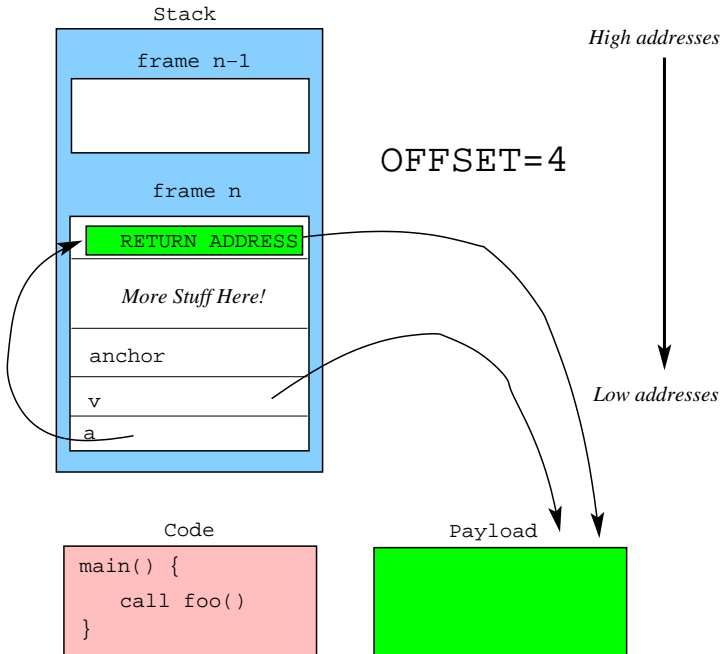 Stack
High addresses
frame n−1
OFFSET=4
frame n
RETURN ADDRESS
More Stuff Here!
anchor
v
Low addresses
a
Code
Payload
main() {
call foo()
}